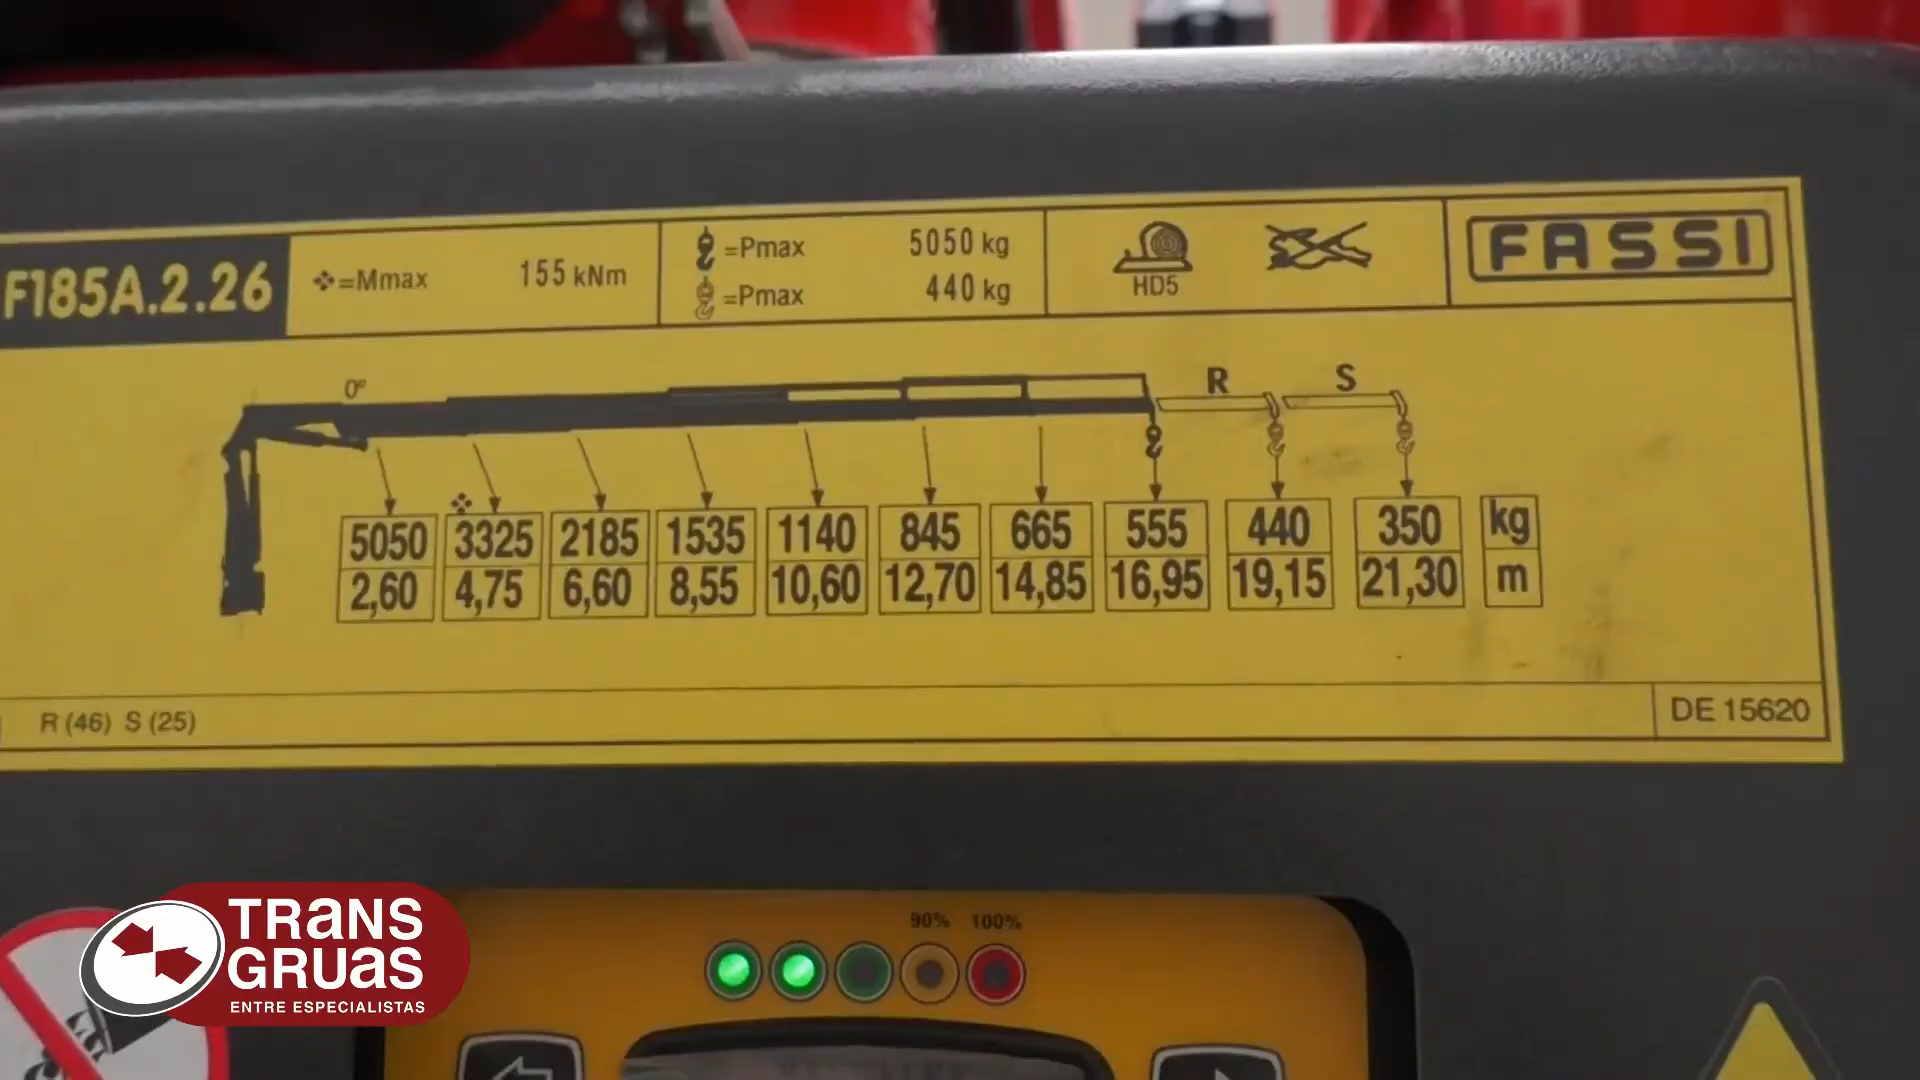 F185A.2.26
=Mmax 155 kNm
=Pmax 5050 kg
=Pmax 440 kg
HD5
FASSI
0°
R S
5050 3325 2185 1535 1140 845 665 555 440 350 kg
2,60 4,75 6,60 8,55 10,60 12,70 14,85 16,95 19,15 21,30 m
R (46) S (25)
DE 15620
90% 100%
TRANS
GRUAS
ENTRE ESPECIALISTAS